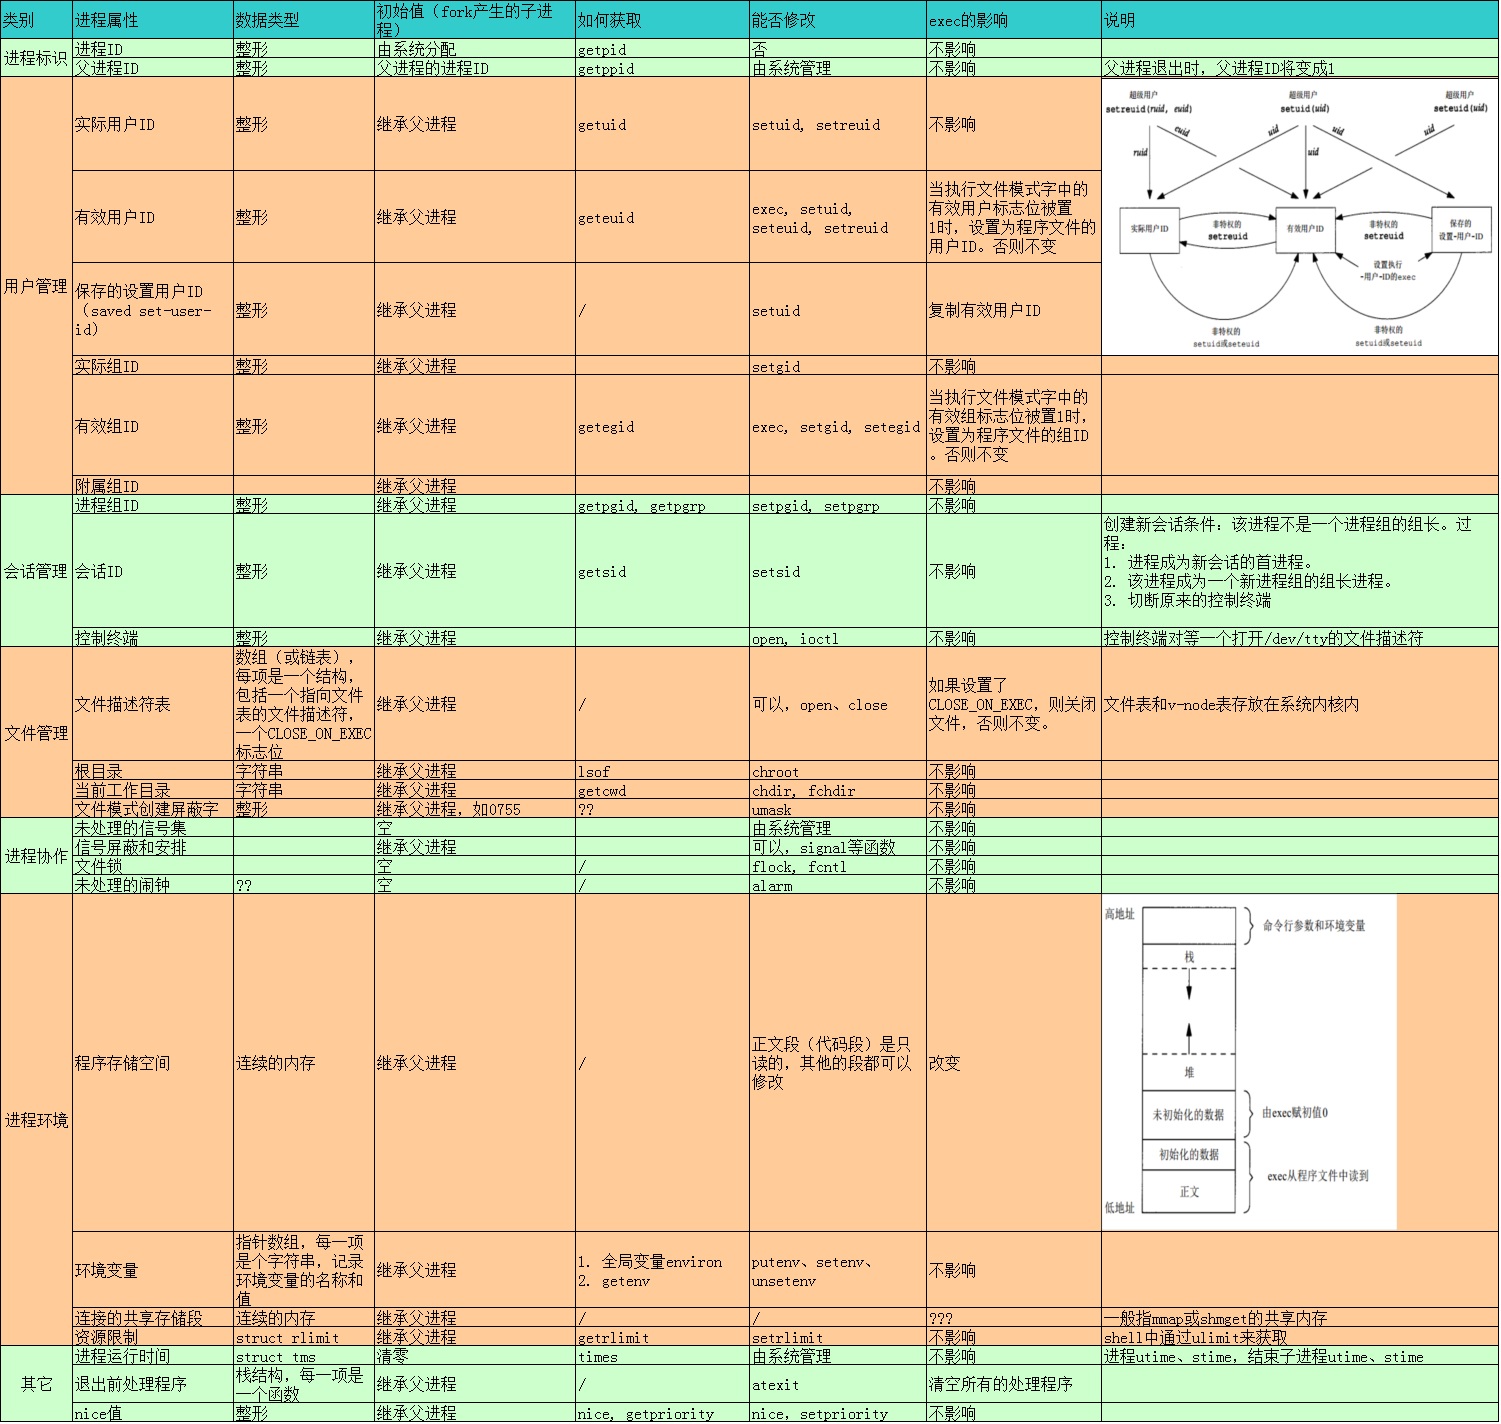 类别 进程属性 数据类型 初始值（fork产生的子进程） 如何获取 能否修改 exec的影响 说明
进程标识
进程ID 整形 由系统分配 getpid 否 不影响
父进程ID 整形 父进程的进程ID getppid 由系统管理 不影响 父进程退出时，父进程ID将变成1
用户管理
实际用户ID 整形 继承父进程 getuid setuid, setreuid 不影响
有效用户ID 整形 继承父进程 geteuid exec, setuid, seteuid, setreuid 当执行文件模式字中的有效用户标志位被置1时，设置为程序文件的用户ID。否则不变
保存的设置用户ID（saved set-user-id） 整形 继承父进程 / setuid 复制有效用户ID
超级用户 超级用户 超级用户
setreuid(ruid, euid) setuid(uid) seteuid(uid)
euid uid uid uid
ruid uid
实际用户ID 非特权的 setreuid 有效用户ID 非特权的 setreuid 保存的 设置-用户-ID
设置执行
-用户-ID的exec
非特权的 非特权的
setuid或seteuid setuid或seteuid
实际组ID 整形 继承父进程 setgid 不影响
有效组ID 整形 继承父进程 getegid exec, setgid, setegid 当执行文件模式字中的有效组标志位被置1时，设置为程序文件的组ID。否则不变
附属组ID 继承父进程 不影响
会话管理
进程组ID 整形 继承父进程 getpgid, getpgrp setpgid, setpgrp 不影响
会话ID 整形 继承父进程 getsid setsid 不影响 创建新会话条件：该进程不是一个进程组的组长。过程：
1. 进程成为新会话的首进程。
2. 该进程成为一个新进程组的组长进程。
3. 切断原来的控制终端
控制终端 整形 继承父进程 open, ioctl 不影响 控制终端对等一个打开/dev/tty的文件描述符
文件管理
文件描述符表 数组（或链表），每项是一个结构，包括一个指向文件表的文件描述符，一个CLOSE_ON_EXEC标志位 继承父进程 / 可以，open、close 如果设置了CLOSE_ON_EXEC，则关闭文件，否则不变。 文件表和v-node表存放在系统内核内
根目录 字符串 继承父进程 lsof chroot 不影响
当前工作目录 字符串 继承父进程 getcwd chdir, fchdir 不影响
文件模式创建屏蔽字 整形 继承父进程，如0755 ?? umask 不影响
进程协作
未处理的信号集 空 由系统管理 不影响
信号屏蔽和安排 继承父进程 可以，signal等函数 不影响
文件锁 空 / flock, fcntl 不影响
未处理的闹钟 ?? 空 / alarm 不影响
进程环境
程序存储空间 连续的内存 继承父进程 / 正文段（代码段）是只读的，其他的段都可以修改 改变
高地址 命令行参数和环境变量
栈
堆
未初始化的数据 由exec赋初值0
初始化的数据
exec从程序文件中读到
正文
低地址
环境变量 指针数组，每一项是个字符串，记录环境变量的名称和值 继承父进程 1. 全局变量environ 2. getenv putenv、setenv、unsetenv 不影响
连接的共享存储段 连续的内存 继承父进程 / / ??? 一般指mmap或shmget的共享内存
资源限制 struct rlimit 继承父进程 getrlimit setrlimit 不影响 shell中通过ulimit来获取
其它
进程运行时间 struct tms 清零 times 由系统管理 不影响 进程utime、stime，结束子进程utime、stime
退出前处理程序 栈结构，每一项是一个函数 继承父进程 / atexit 清空所有的处理程序
nice值 整形 继承父进程 nice, getpriority nice, setpriority 不影响